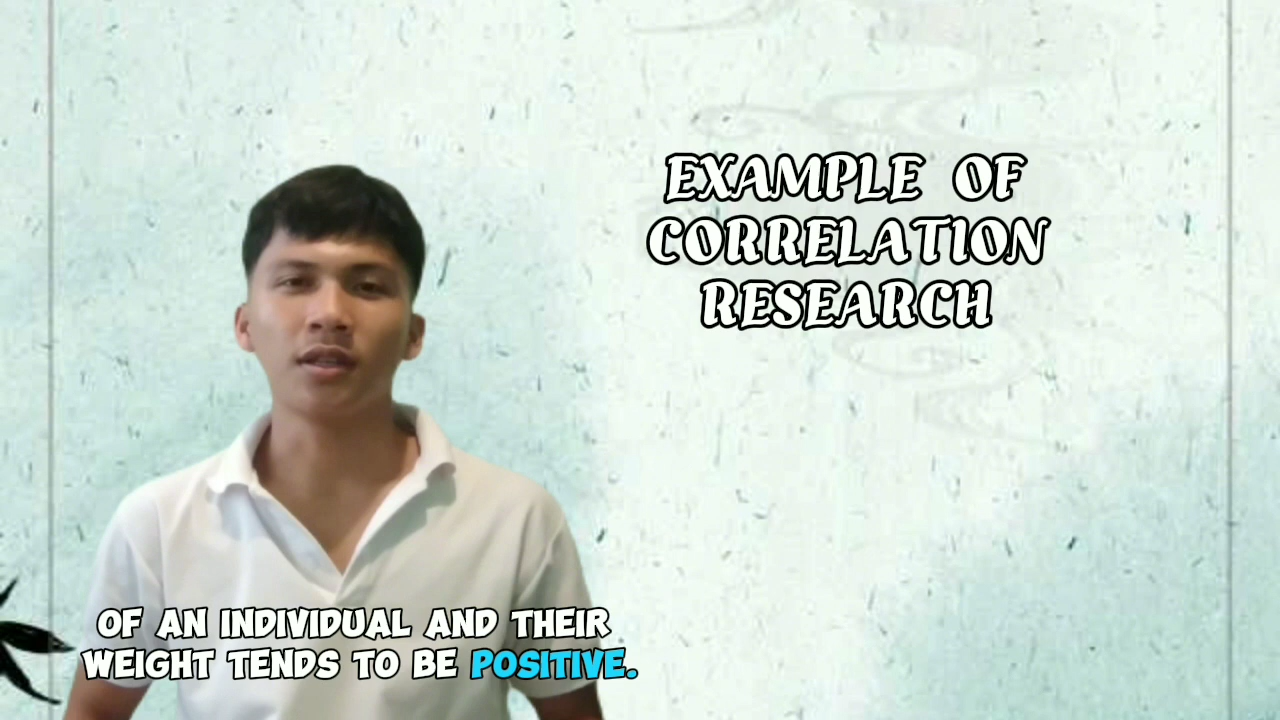 EXAMPLE OF
CORRELATION
RESEARCH
OF AN INDIVIDUAL AND THEIR
WEIGHT TENDS TO BE POSITIVE.